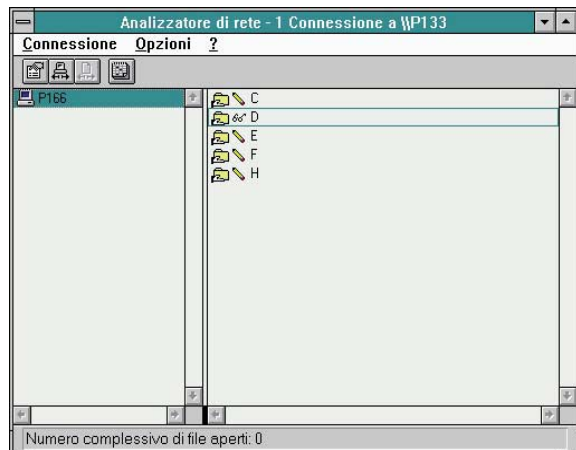 Analizzatore di rete - 1 Connessione a \\P133
Connessione Opzioni ?
P166
C
D
E
F
H
Numero complessivo di file aperti: 0